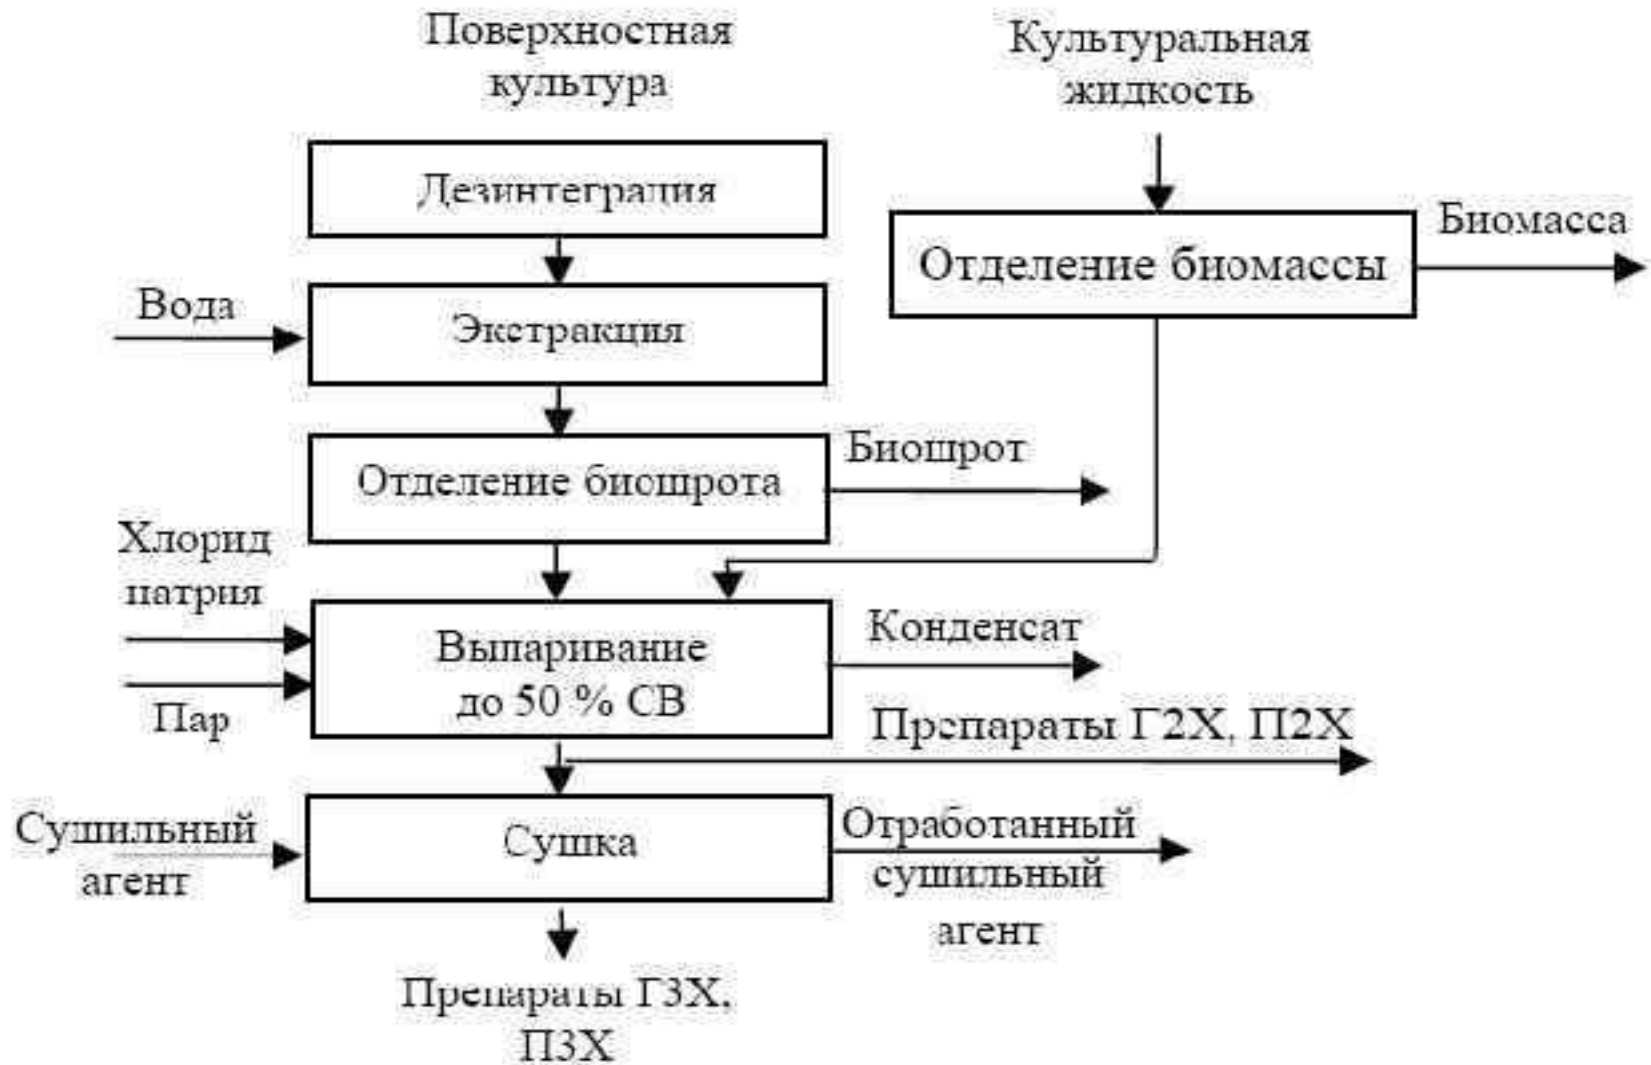 Поверхностная
культура
Культуральная
жидкость
Дезинтеграция
Биомасса
Отделение биомассы
Вода
Экстракция
Биошрот
Отделение биошрота
Хлорид
натрия
Выпаривание
до 50 % СВ
Конденсат
Пар
Препараты Г2Х, П2Х
Сушильный
агент
Сушка
Отработанный
сушильный
агент
Препараты Г3Х,
П3Х